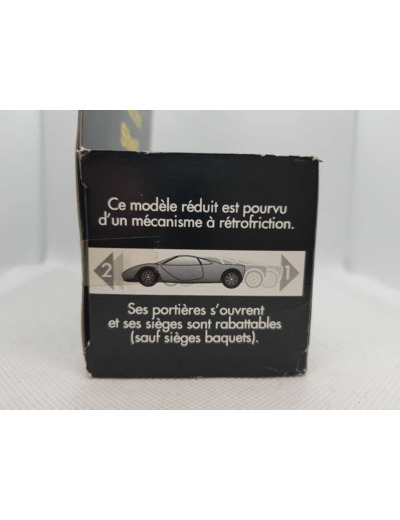 Ce modèle réduit est pourvu
d'un mécanisme à rétrofriction.
2 1
Ses portières s'ouvrent
et ses sièges sont rabattables
(sauf sièges baquets).